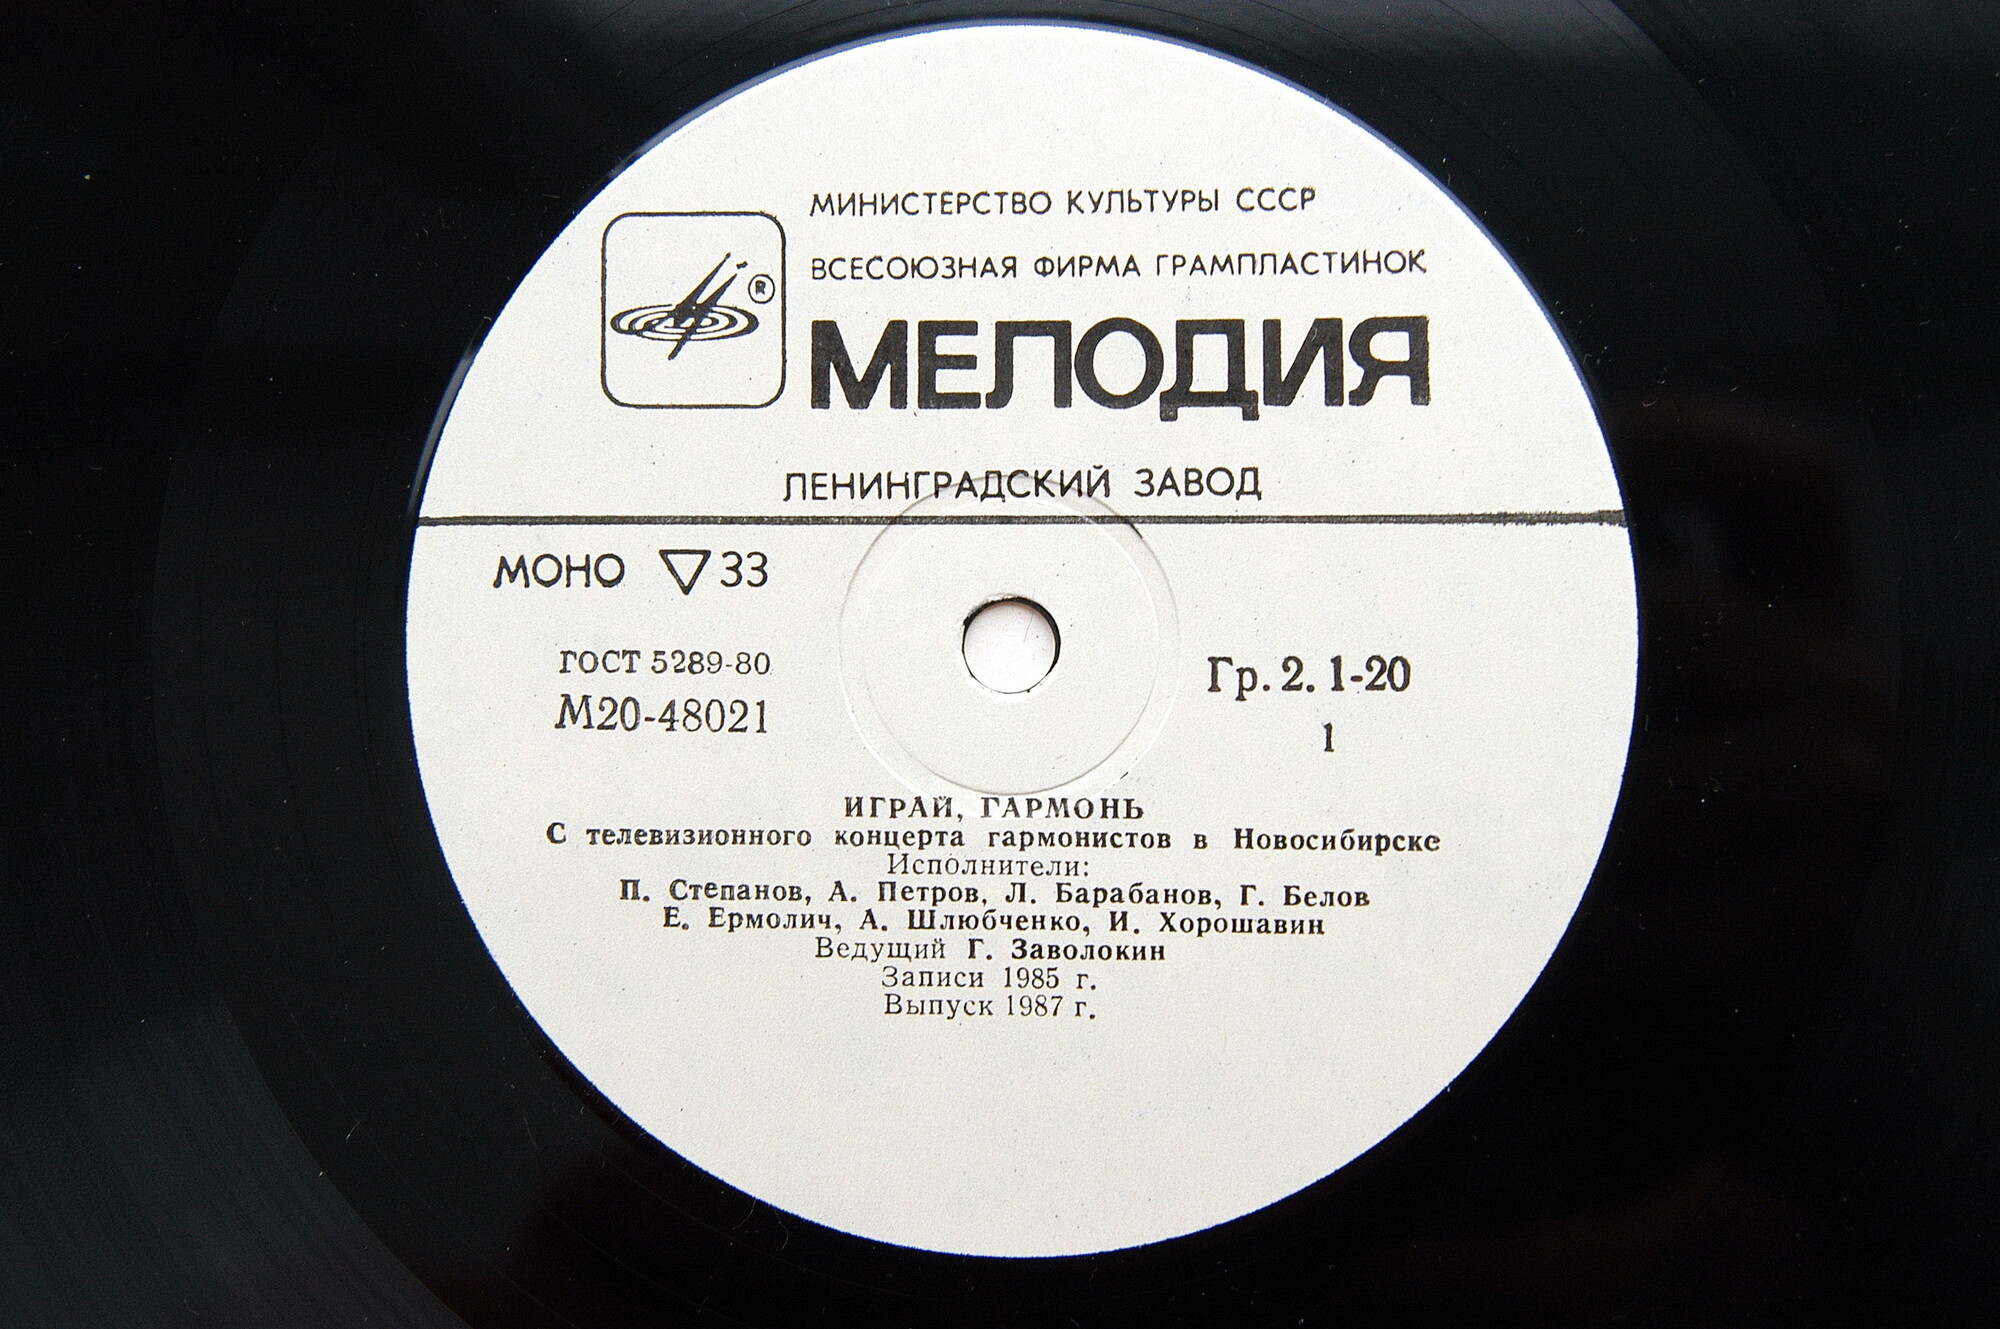 МИНИСТЕРСТВО КУЛЬТУРЫ СССР
ВСЕСОЮЗНАЯ ФИРМА ГРАМПЛАСТИНОК
®
МЕЛОДИЯ
ЛЕНИНГРАДСКИЙ ЗАВОД
МОНО ▽ 33
ГОСТ 5289-80
М20-48021
Гр. 2. 1-20
1
ИГРАЙ, ГАРМОНЬ
С телевизионного концерта гармонистов в Новосибирске
Исполнители:
П. Степанов, А. Петров, Л. Барабанов, Г. Белов
Е. Ермолич, А. Шлюбченко, И. Хорошавин
Ведущий Г. Заволокин
Записи 1985 г.
Выпуск 1987 г.